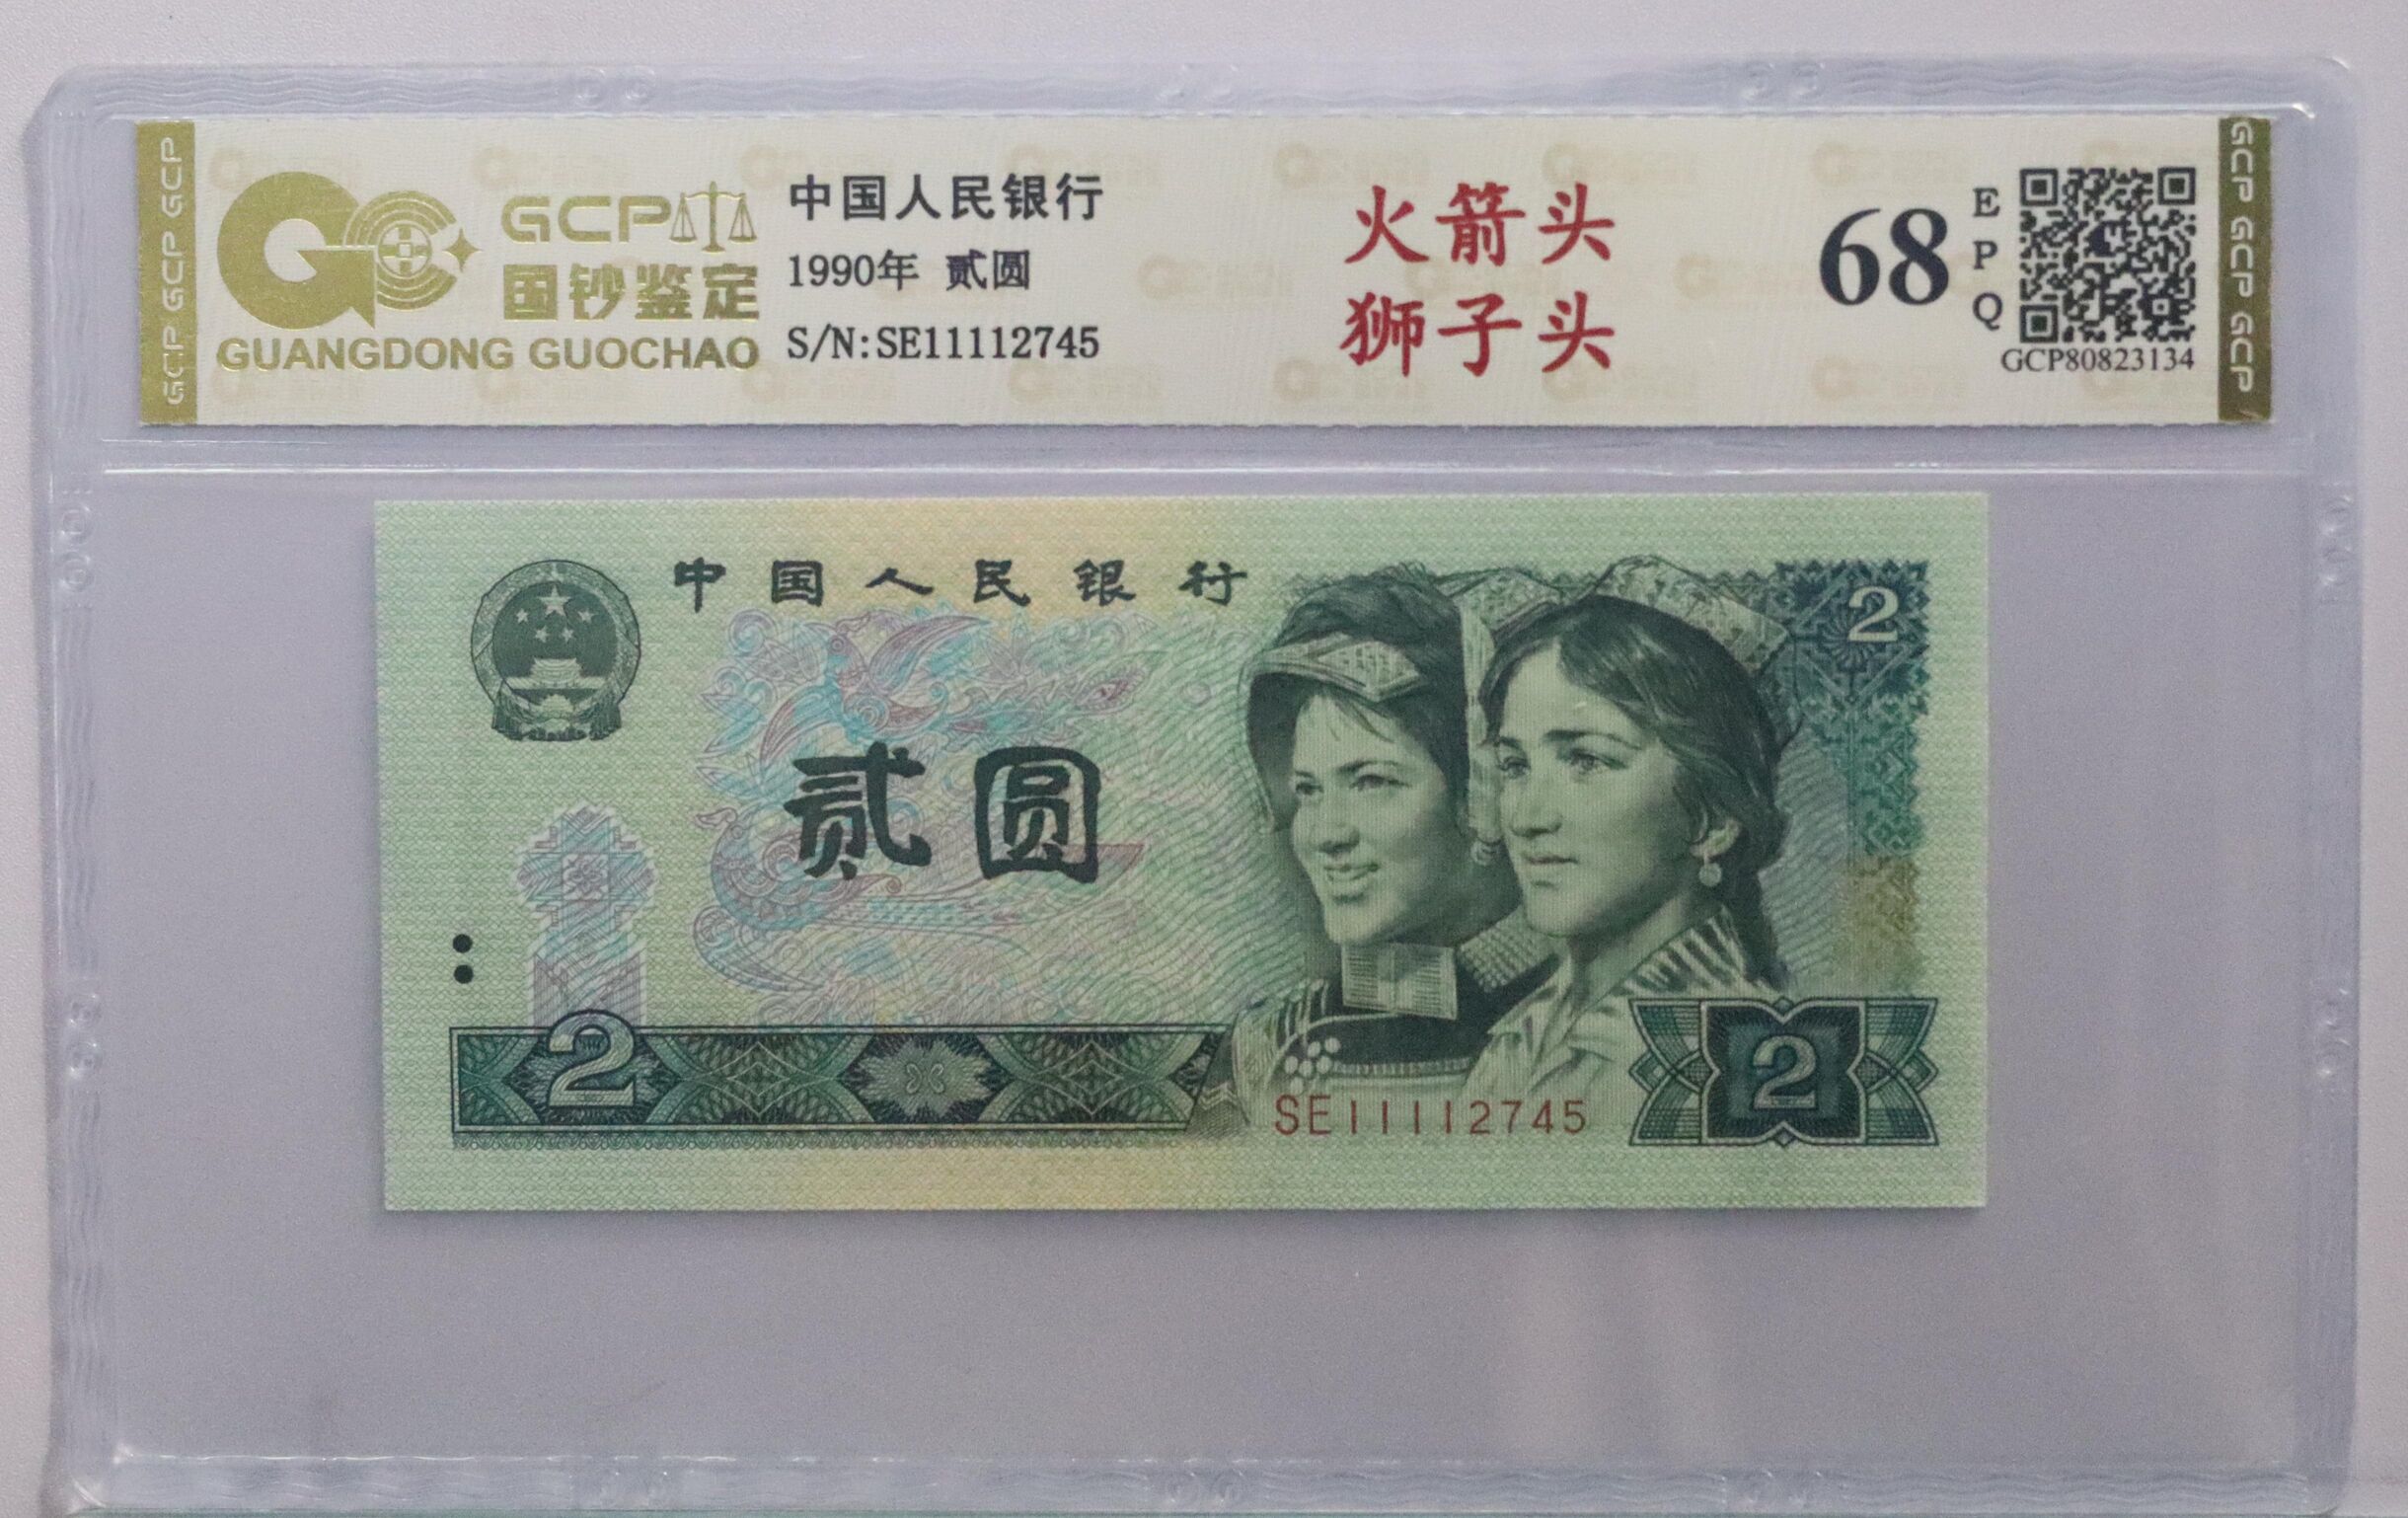 GCP GCP GCP
GCP
国钞鉴定
GUANGDONG GUOCHAO
中国人民银行
1990年 贰圆
S/N:SE11112745
火箭头
狮子头
68
E
P
Q
GCP80823134
GCP GCP GCP
中国人民银行
2
贰圆
2
SE11112745
2